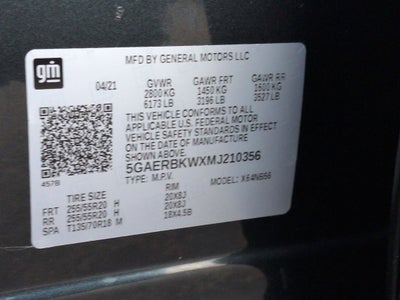 gm
MFD BY GENERAL MOTORS LLC
04/21 GVWR GAWR FRT GAWR RR
2800 KG 1450 KG 1600 KG
6173 LB 3196 LB 3527 LB
THIS VEHICLE CONFORMS TO ALL
APPLICABLE U.S. FEDERAL MOTOR
VEHICLE SAFETY STANDARDS IN EFFECT
ON THE DATE OF MANUFACTURE SHOWN ABOVE.
5GAERBKWXMJ210356
457B TYPE: M.P.V. MODEL:
TIRE SIZE RIM
FRT 255/55R20 H 20X8J
RR 255/55R20 H 20X8J
SPA T135/70R18 M 18X4.5B